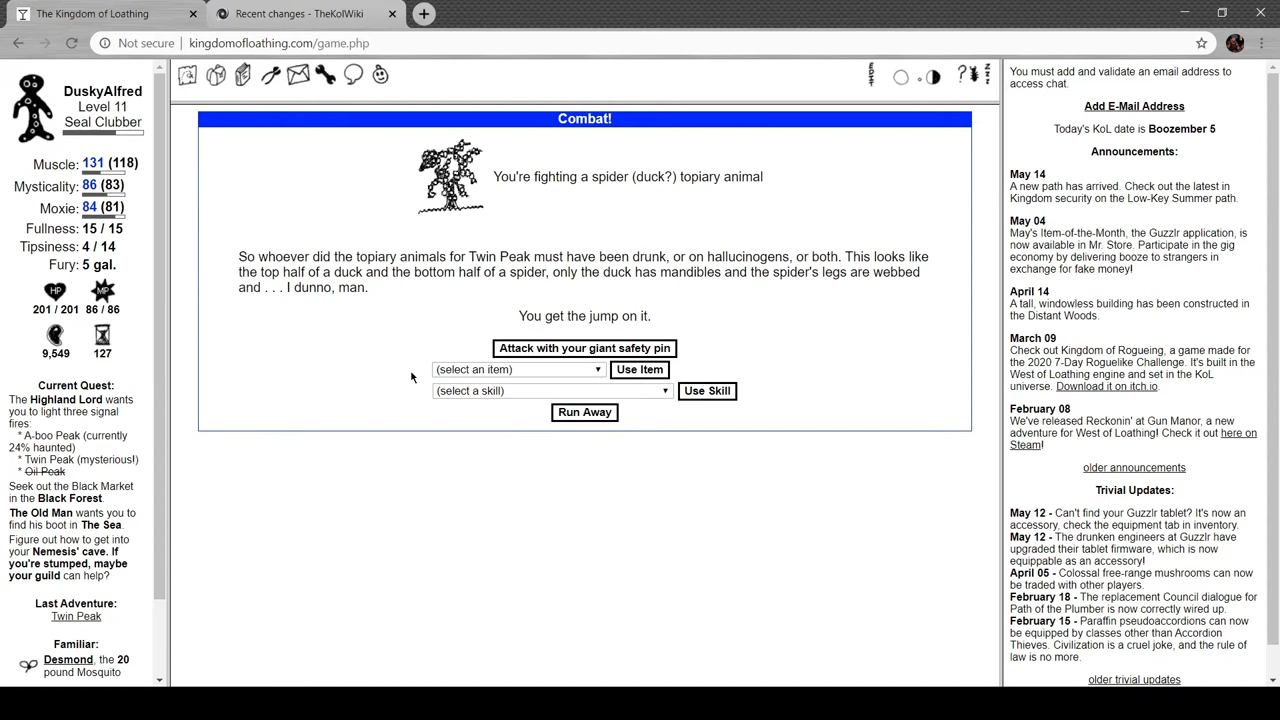 The Kingdom of Loathing
Recent changes - TheKolWiki
Not secure | kingdomofloathing.com/game.php
DuskyAlfred
Level 11
Seal Clubber
Muscle: 131 (118)
Mysticality: 86 (83)
Moxie: 84 (81)
Fullness: 15 / 15
Tipsiness: 4 / 14
Fury: 5 gal.
HP MP
201 / 201 86 / 86
9,549 127
Current Quest:
The Highland Lord wants
you to light three signal
fires:
* A-boo Peak (currently
24% haunted)
* Twin Peak (mysterious!)
* Oil Peak
Seek out the Black Market
in the Black Forest.
The Old Man wants you to
find his boot in The Sea.
Figure out how to get into
your Nemesis' cave. If
you're stumped, maybe
your guild can help?
Last Adventure:
Twin Peak
Familiar:
Desmond, the 20
pound Mosquito
Combat!
You're fighting a spider (duck?) topiary animal
So whoever did the topiary animals for Twin Peak must have been drunk, or on hallucinogens, or both. This looks like
the top half of a duck and the bottom half of a spider, only the duck has mandibles and the spider's legs are webbed
and . . . I dunno, man.
You get the jump on it.
Attack with your giant safety pin
(select an item) Use Item
(select a skill) Use Skill
Run Away
You must add and validate an email address to
access chat.
Add E-Mail Address
Today's KoL date is Boozember 5
Announcements:
May 14
A new path has arrived. Check out the latest in
Kingdom security on the Low-Key Summer path.
May 04
May's Item-of-the-Month, the Guzzlr application, is
now available in Mr. Store. Participate in the gig
economy by delivering booze to strangers in
exchange for fake money!
April 14
A tall, windowless building has been constructed in
the Distant Woods.
March 09
Check out Kingdom of Rogueing, a game made for
the 2020 7-Day Roguelike Challenge. It's built in the
West of Loathing engine and set in the KoL
universe. Download it on itch.io.
February 08
We've released Reckonin' at Gun Manor, a new
adventure for West of Loathing! Check it out here on
Steam!
older announcements
Trivial Updates:
May 12 - Can't find your Guzzlr tablet? It's now an
accessory, check the equipment tab in inventory.
May 12 - The drunken engineers at Guzzlr have
upgraded their tablet firmware, which is now
equippable as an accessory!
April 05 - Colossal free-range mushrooms can now
be traded with other players.
February 18 - The replacement Council dialogue for
Path of the Plumber is now correctly wired up.
February 15 - Paraffin pseudoaccordions can now
be equipped by classes other than Accordion
Thieves. Civilization is a cruel joke, and the rule of
law is no more.
older trivial updates